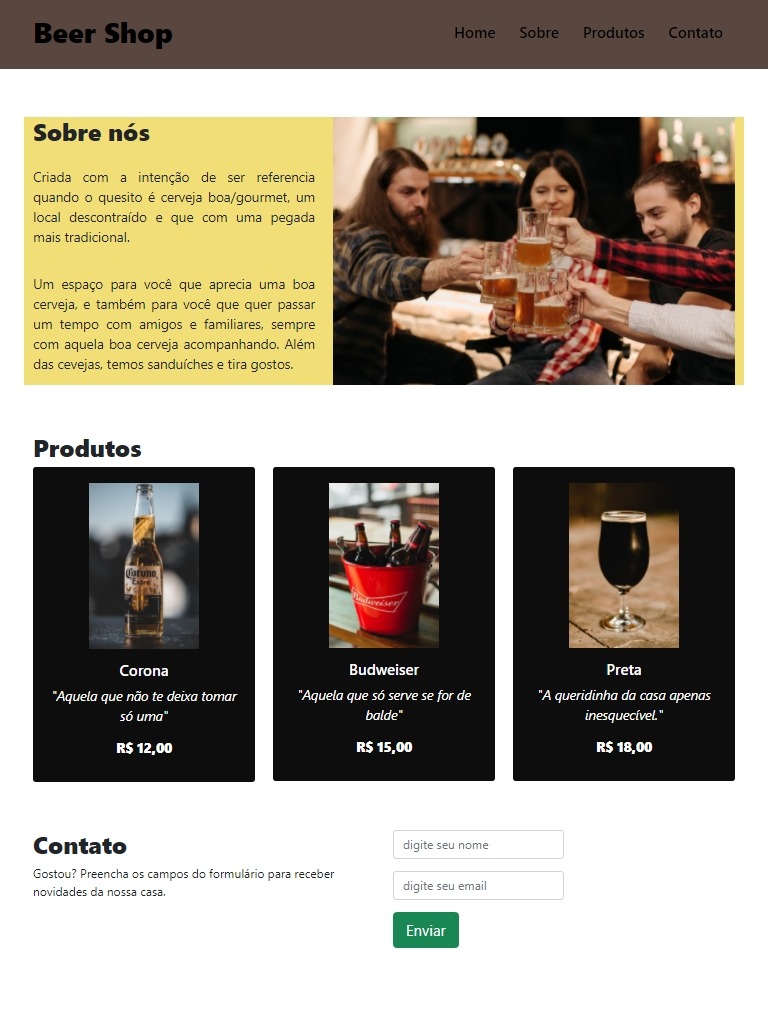 Beer Shop
Home Sobre Produtos Contato
Sobre nós
Criada com a intenção de ser referencia
quando o quesito é cerveja boa/gourmet, um
local descontraído e que com uma pegada
mais tradicional.
Um espaço para você que aprecia uma boa
cerveja, e também para você que quer passar
um tempo com amigos e familiares, sempre
com aquela boa cerveja acompanhando. Além
das cevejas, temos sanduíches e tira gostos.
Produtos
Corona
Extra
Corona
"Aquela que não te deixa tomar
só uma"
R$ 12,00
Budweiser
Budweiser
"Aquela que só serve se for de
balde"
R$ 15,00
Preta
"A queridinha da casa apenas
inesquecível."
R$ 18,00
Contato
Gostou? Preencha os campos do formulário para receber
novidades da nossa casa.
digite seu nome
digite seu email
Enviar